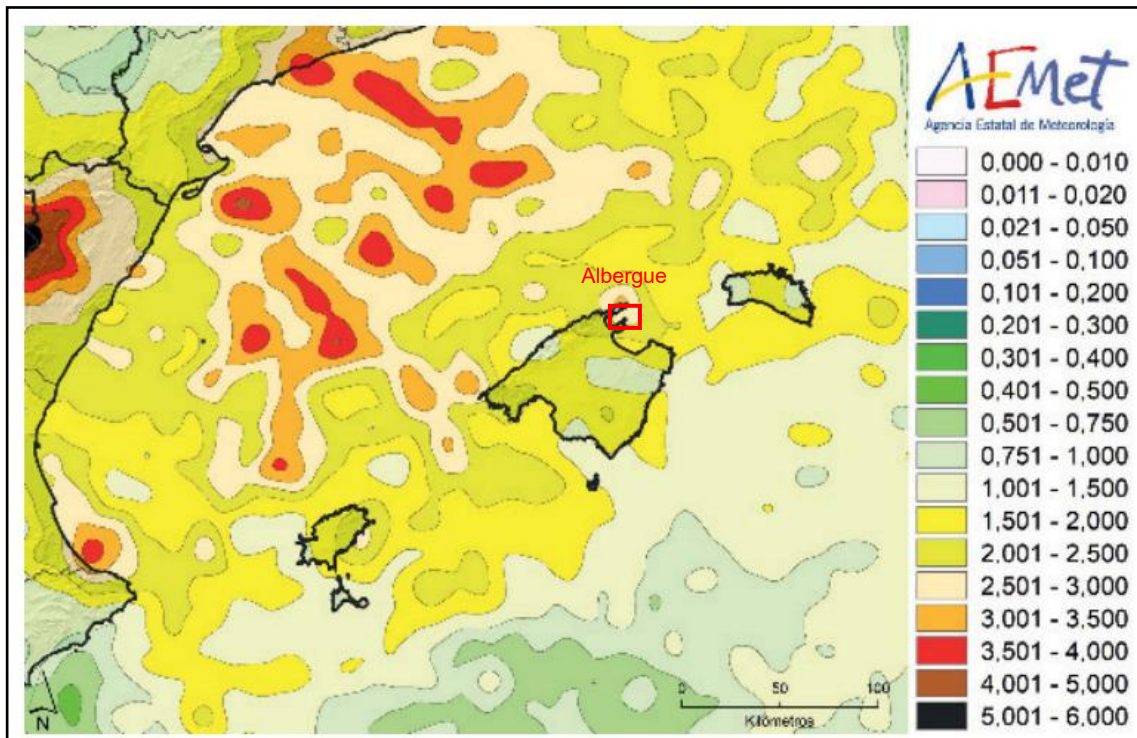 AEMet
Agencia Estatal de Meteorología
0,000 - 0,010
0,011 - 0,020
0,021 - 0,050
0,051 - 0,100
0,101 - 0,200
0,201 - 0,300
0,301 - 0,400
0,401 - 0,500
0,501 - 0,750
0,751 - 1,000
1,001 - 1,500
1,501 - 2,000
2,001 - 2,500
2,501 - 3,000
3,001 - 3,500
3,501 - 4,000
4,001 - 5,000
5,001 - 6,000
Albergue
0 50 100
Kilómetros
N